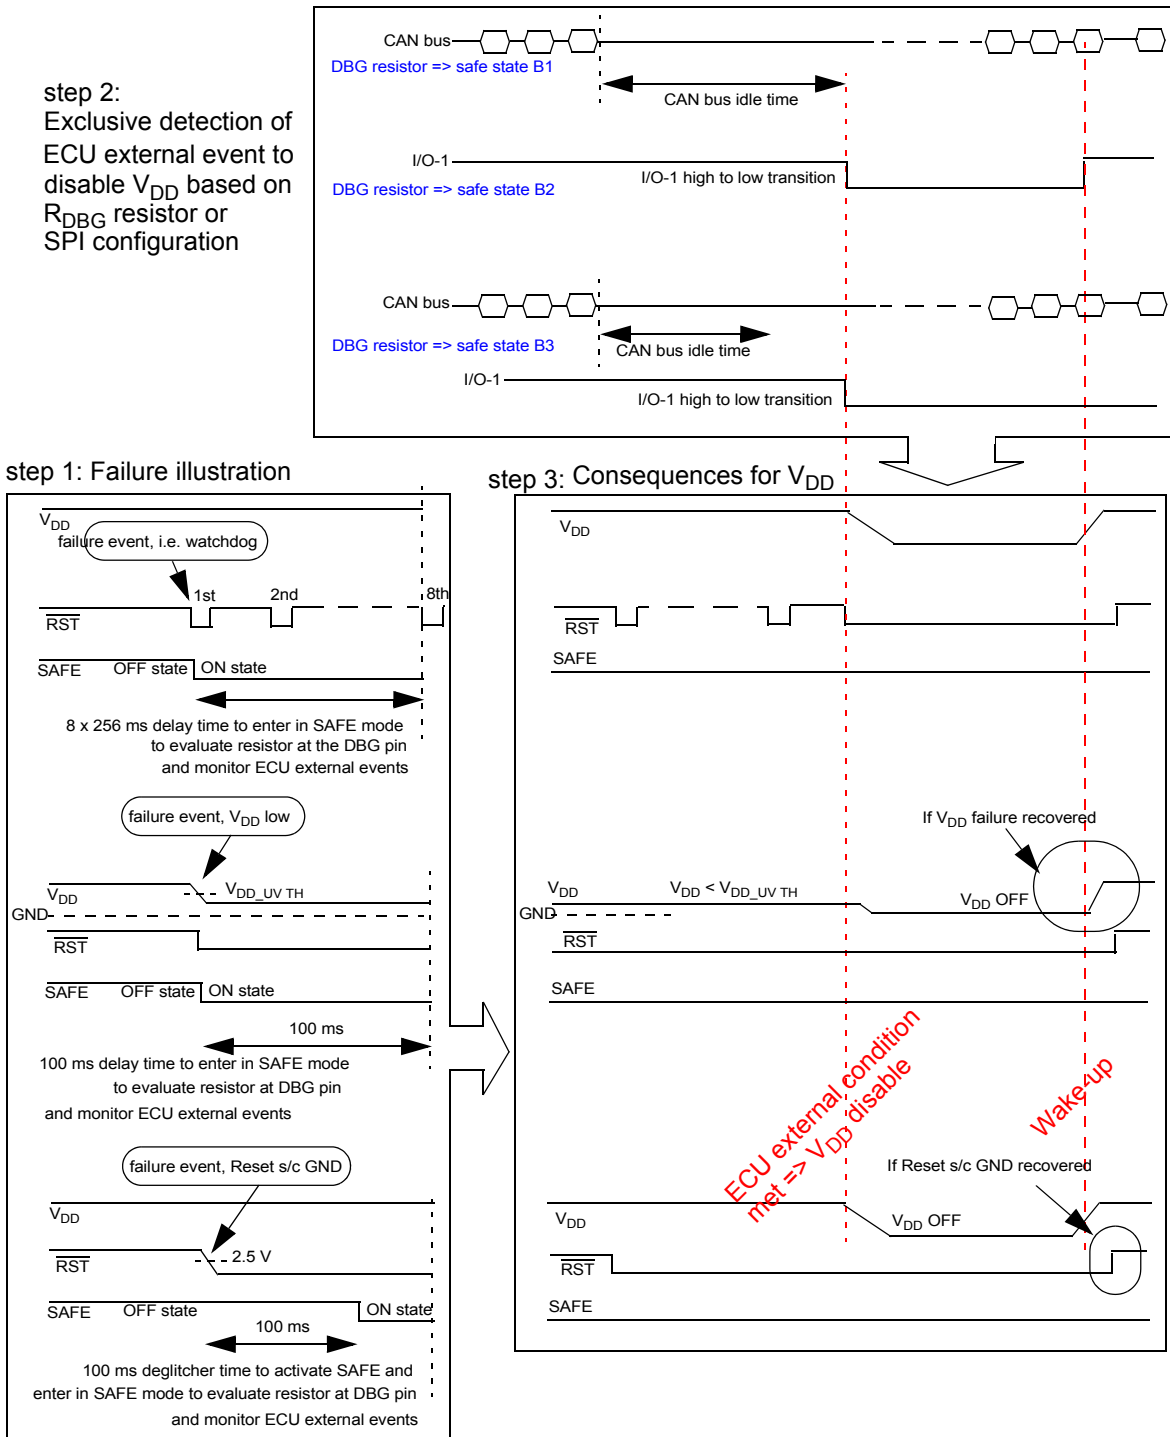 step 2:
Exclusive detection of
ECU external event to
disable VDD based on
RDBG resistor or
SPI configuration
CAN bus
DBG resistor => safe state B1
CAN bus idle time
I/O-1
I/O-1 high to low transition
DBG resistor => safe state B2
CAN bus
DBG resistor => safe state B3
CAN bus idle time
I/O-1
I/O-1 high to low transition
step 1: Failure illustration
VDD
failure event, i.e. watchdog
1st
2nd
8th
RST
SAFE
OFF state
ON state
8 x 256 ms delay time to enter in SAFE mode
to evaluate resistor at the DBG pin
and monitor ECU external events
failure event, VDD low
VDD
VDD_UV TH
GND
RST
SAFE
OFF state
ON state
100 ms
100 ms delay time to enter in SAFE mode
to evaluate resistor at DBG pin
and monitor ECU external events
failure event, Reset s/c GND
VDD
2.5 V
RST
SAFE
OFF state
ON state
100 ms
100 ms deglitcher time to activate SAFE and
enter in SAFE mode to evaluate resistor at DBG pin
and monitor ECU external events
step 3: Consequences for VDD
VDD
RST
SAFE
If VDD failure recovered
VDD
VDD < VDD_UV TH
VDD OFF
GND
RST
SAFE
ECU external condition
met => VDD disable
Wake-up
If Reset s/c GND recovered
VDD
VDD OFF
RST
SAFE